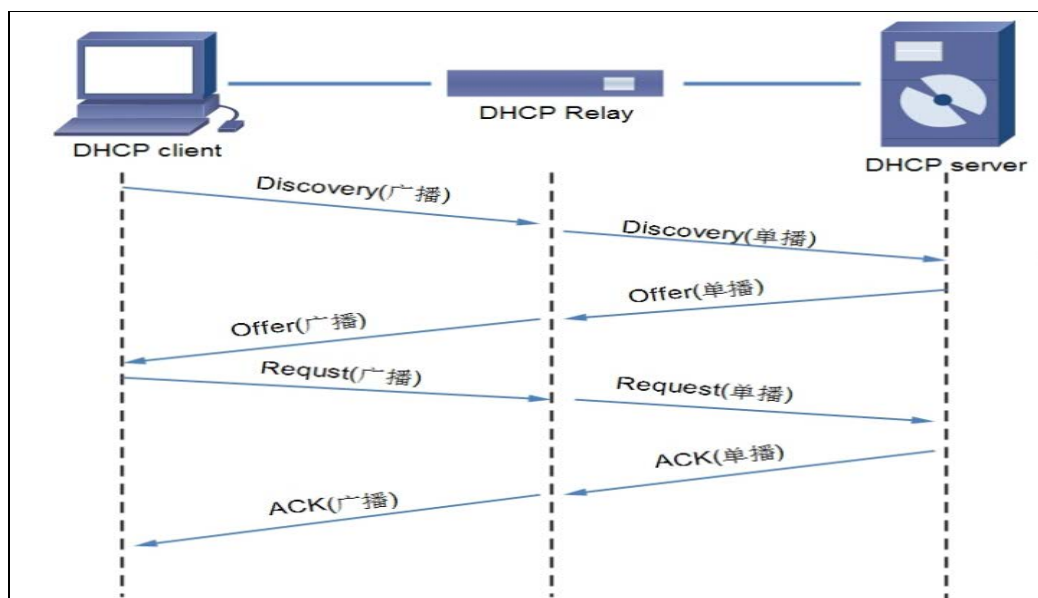 DHCP Relay
DHCP client
DHCP server
Discovery(广播)
Discovery(单播)
Offer(单播)
Offer(广播)
Requst(广播)
Request(单播)
ACK(单播)
ACK(广播)